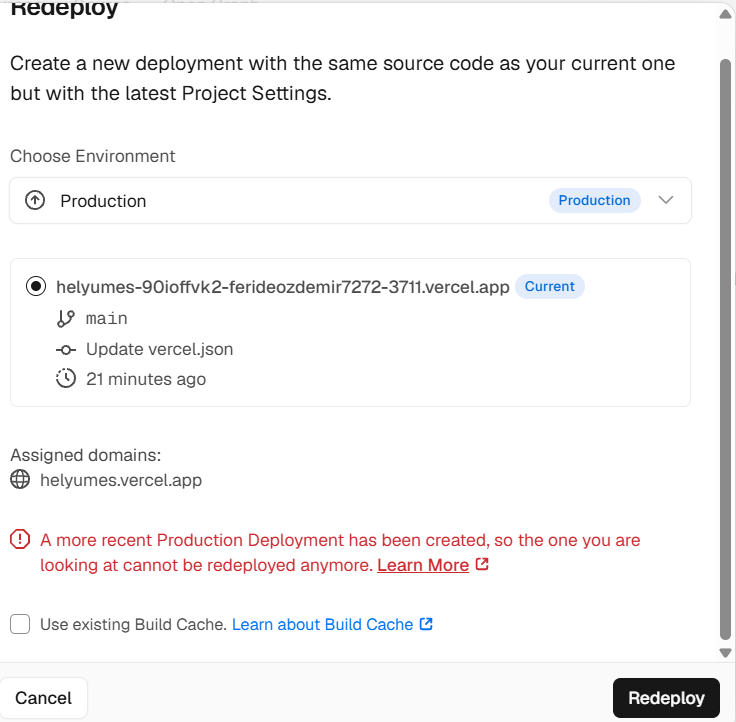 Redeploy
Create a new deployment with the same source code as your current one
but with the latest Project Settings.
Choose Environment
Production Production
helyumes-90ioffvk2-ferideozdemir7272-3711.vercel.app Current
main
Update vercel.json
21 minutes ago
Assigned domains:
helyumes.vercel.app
A more recent Production Deployment has been created, so the one you are
looking at cannot be redeployed anymore. Learn More
Use existing Build Cache. Learn about Build Cache
Cancel Redeploy